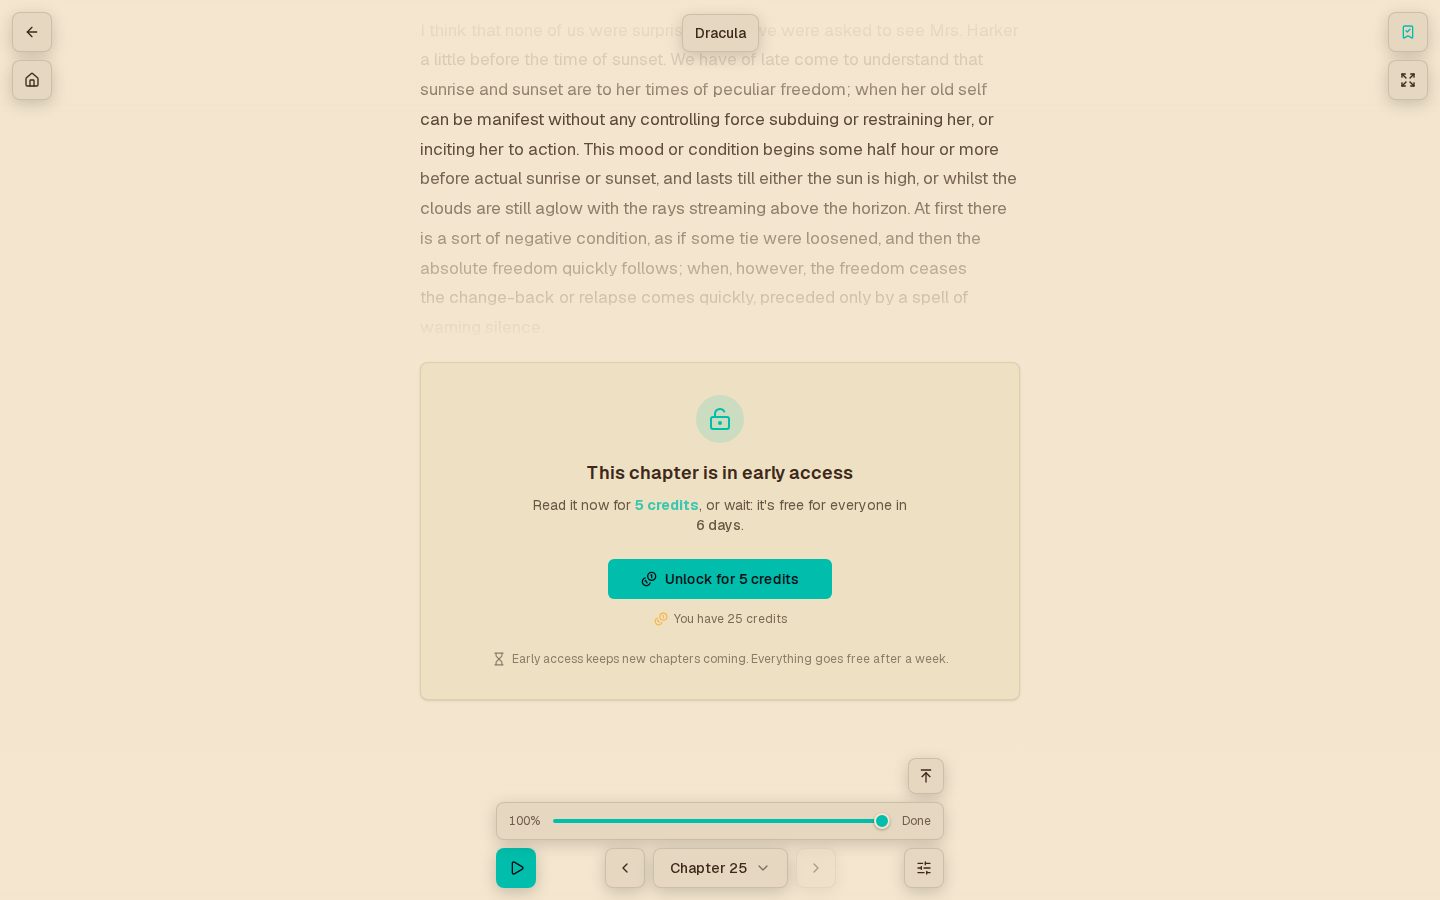 Dracula
I think that none of us were surpris ve were asked to see Mrs. Harker
a little before the time of sunset. We have of late come to understand that
sunrise and sunset are to her times of peculiar freedom; when her old self
can be manifest without any controlling force subduing or restraining her, or
inciting her to action. This mood or condition begins some half hour or more
before actual sunrise or sunset, and lasts till either the sun is high, or whilst the
clouds are still aglow with the rays streaming above the horizon. At first there
is a sort of negative condition, as if some tie were loosened, and then the
absolute freedom quickly follows; when, however, the freedom ceases
the change-back or relapse comes quickly, preceded only by a spell of
warning silence.
This chapter is in early access
Read it now for 5 credits, or wait: it's free for everyone in
6 days.
Unlock for 5 credits
You have 25 credits
Early access keeps new chapters coming. Everything goes free after a week.
100% Done
Chapter 25